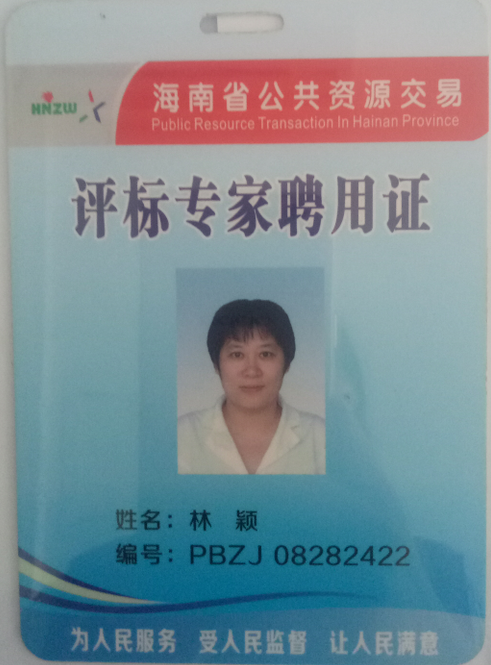 HNZW
海南省公共资源交易
Public Resource Transaction In Hainan Province
评标专家聘用证
姓名：林 颖
编号：PBZJ 08282422
为人民服务 受人民监督 让人民满意